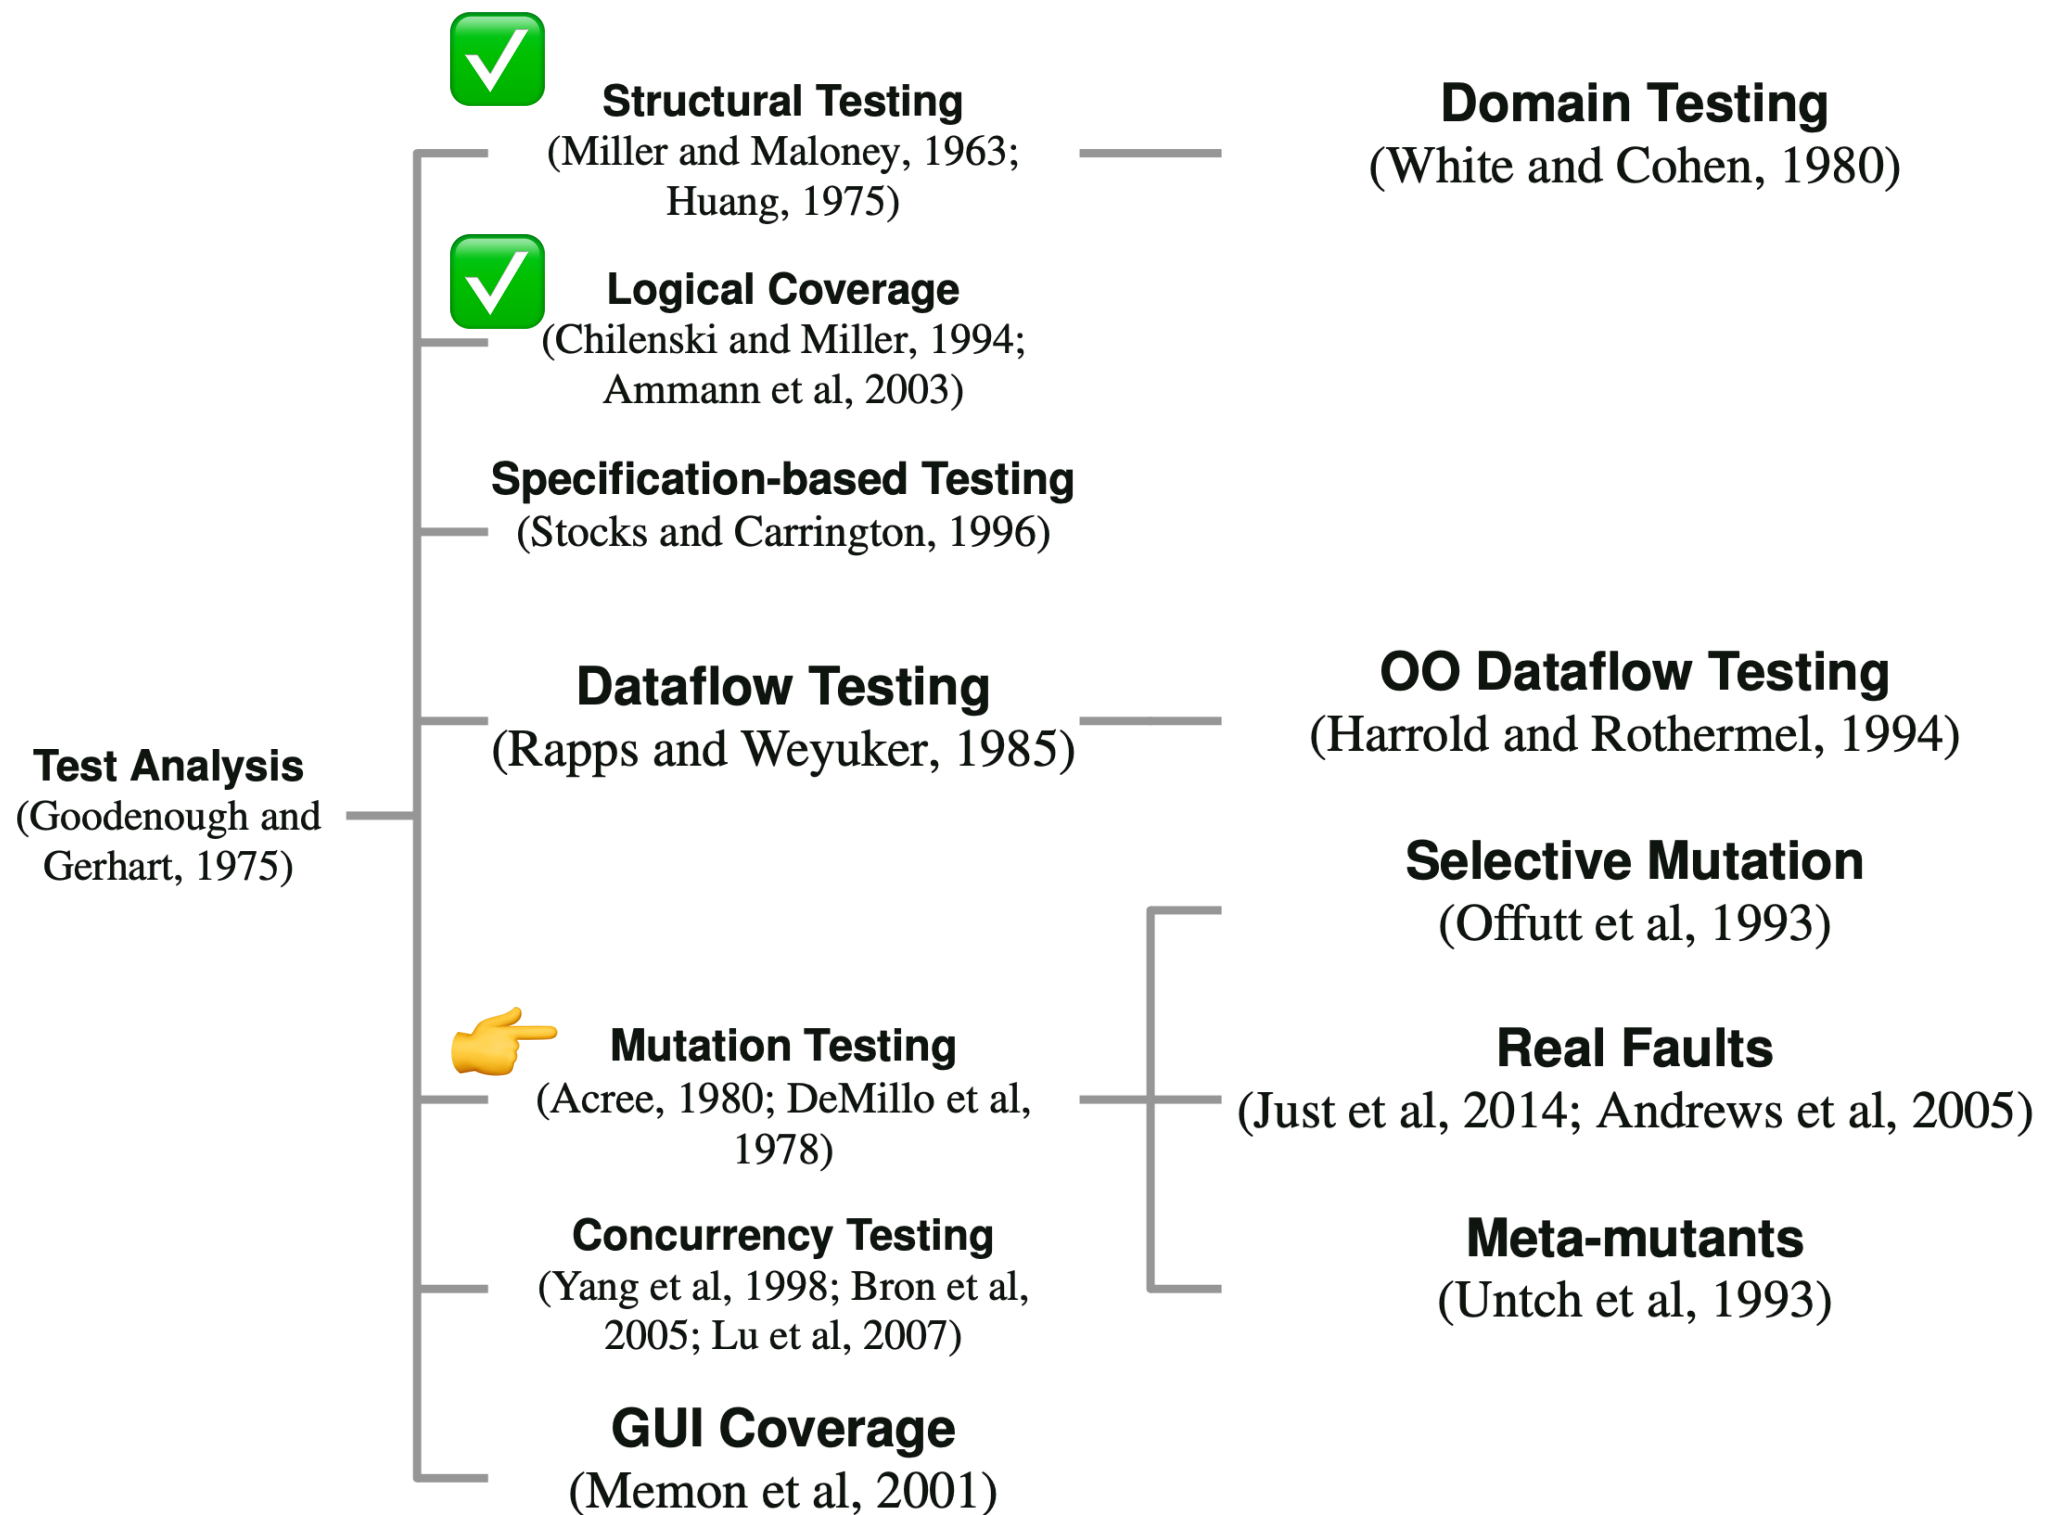 Test Analysis
(Goodenough and
Gerhart, 1975)
Structural Testing
(Miller and Maloney, 1963;
Huang, 1975)
Domain Testing
(White and Cohen, 1980)
Logical Coverage
(Chilenski and Miller, 1994;
Ammann et al, 2003)
Specification-based Testing
(Stocks and Carrington, 1996)
Dataflow Testing
(Rapps and Weyuker, 1985)
OO Dataflow Testing
(Harrold and Rothermel, 1994)
Mutation Testing
(Acree, 1980; DeMillo et al,
1978)
Selective Mutation
(Offutt et al, 1993)
Real Faults
(Just et al, 2014; Andrews et al, 2005)
Meta-mutants
(Untch et al, 1993)
Concurrency Testing
(Yang et al, 1998; Bron et al,
2005; Lu et al, 2007)
GUI Coverage
(Memon et al, 2001)